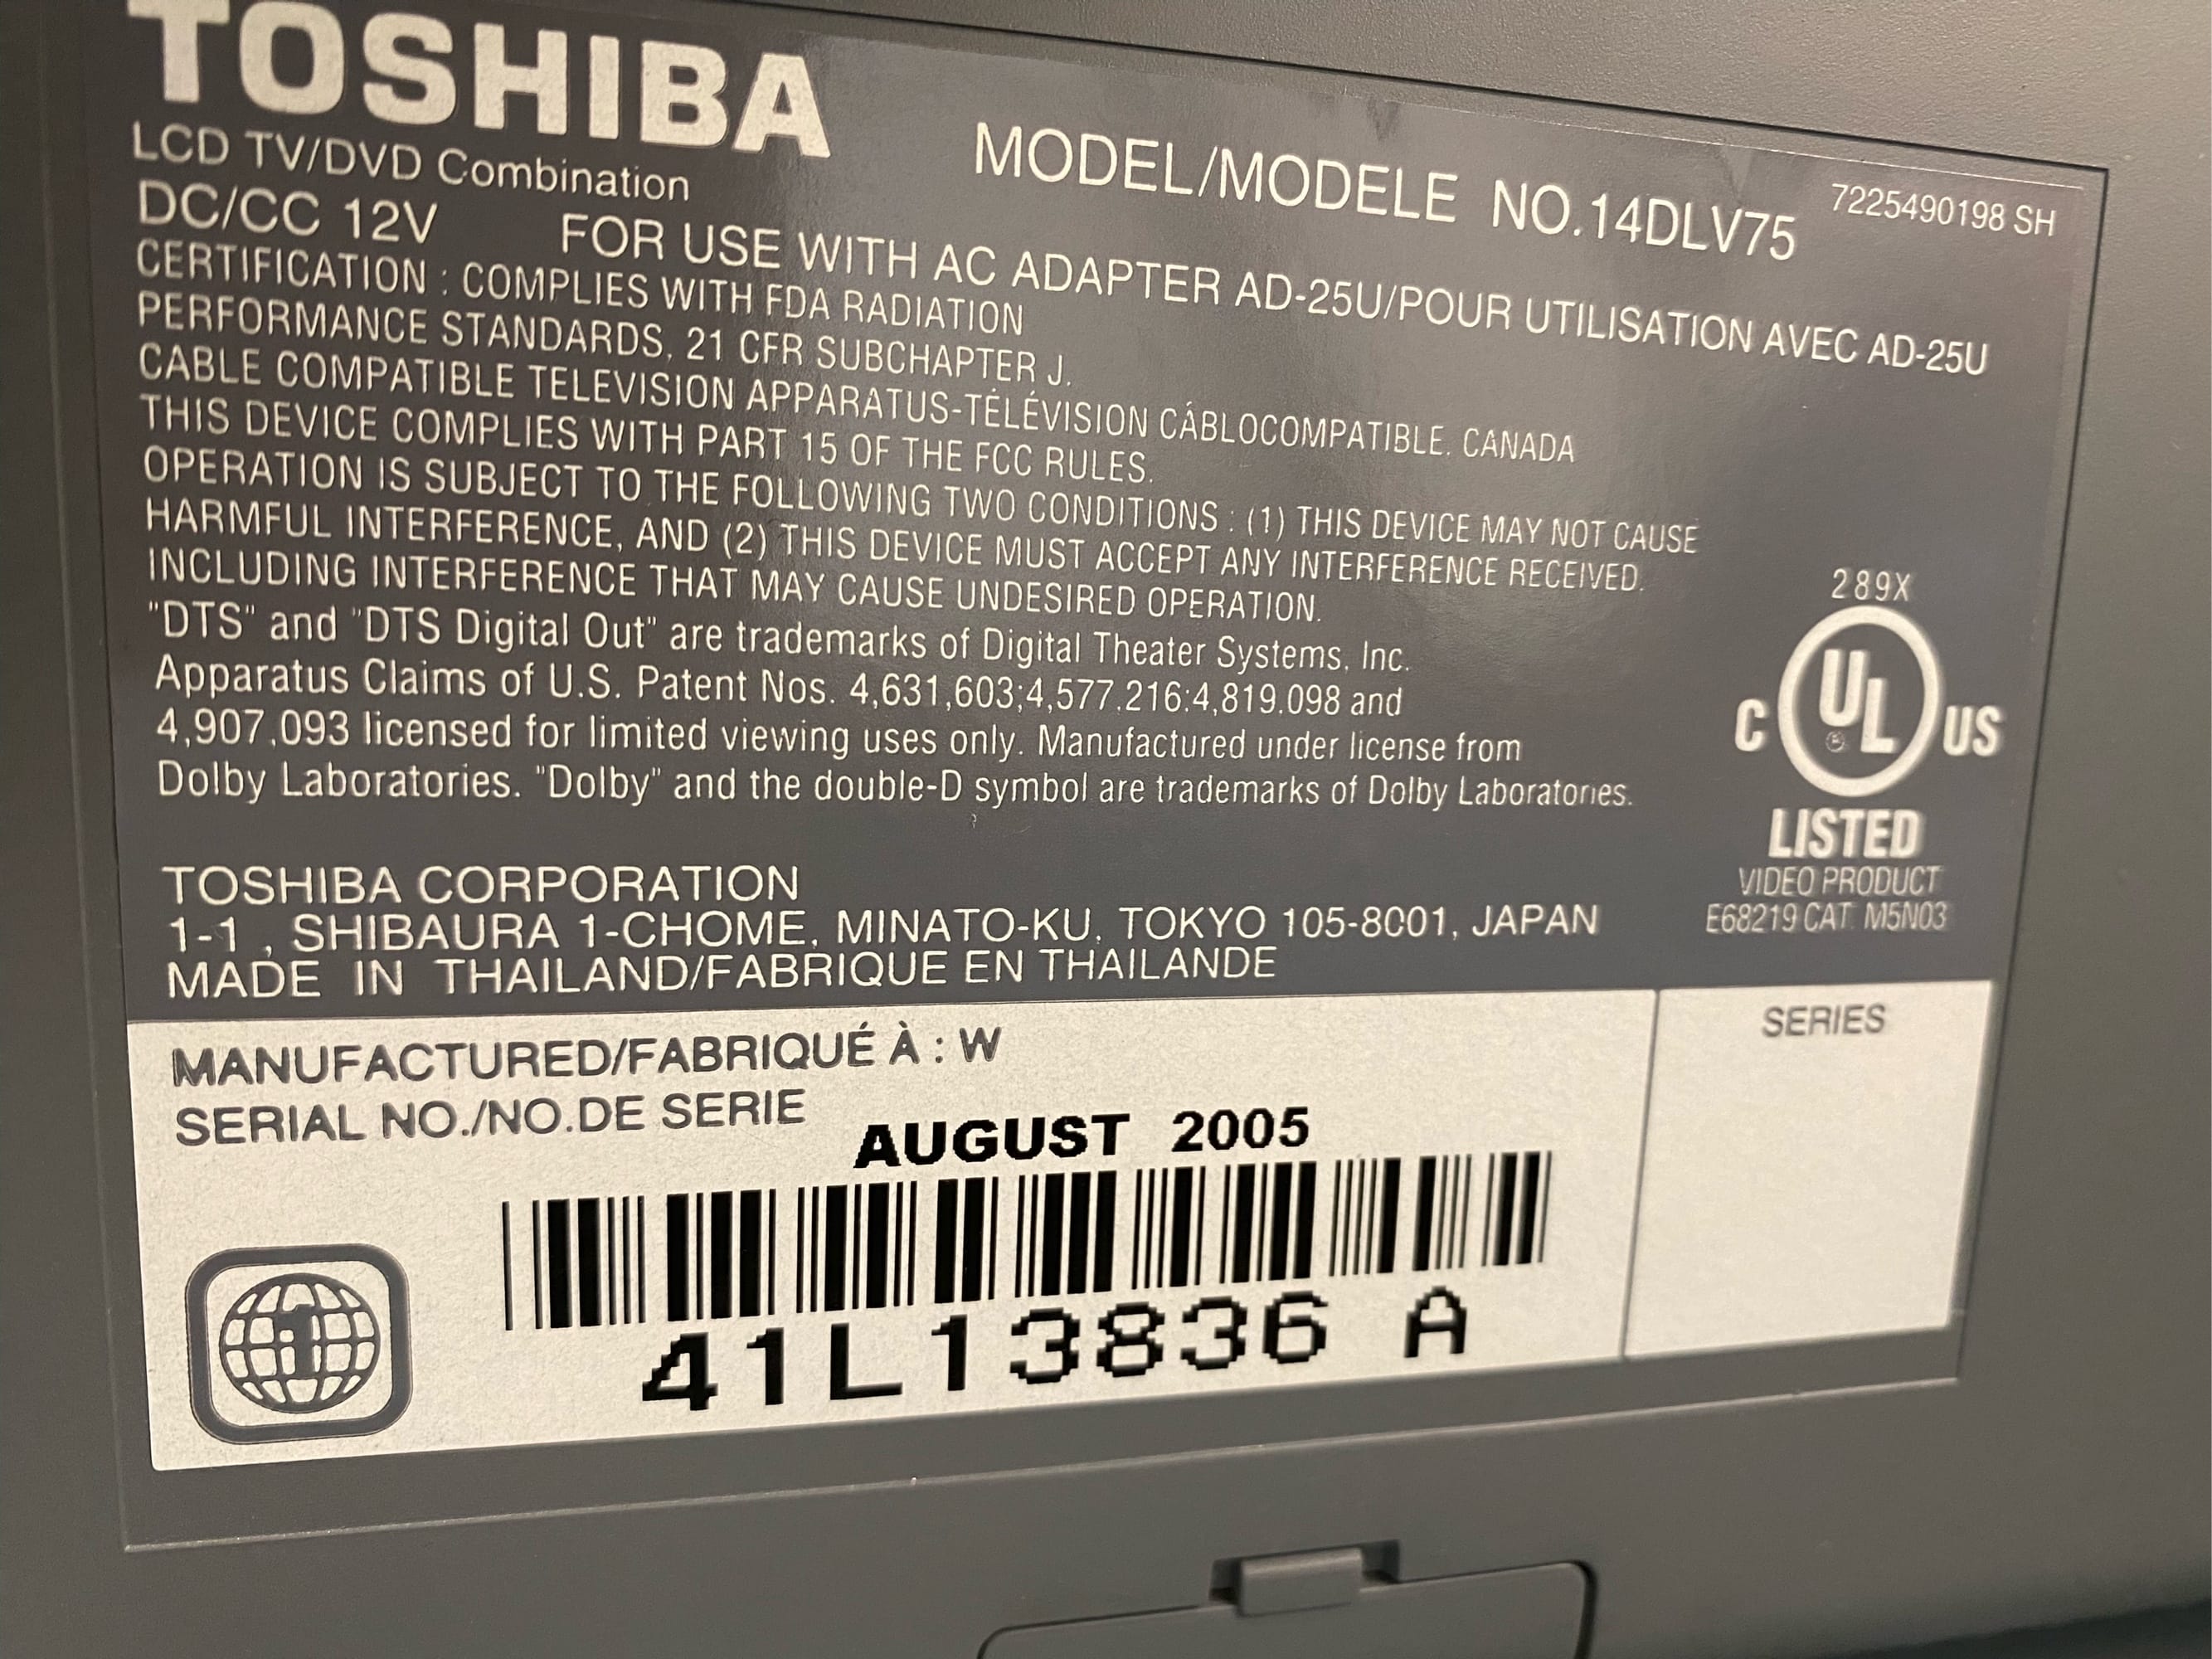 TOSHIBA
LCD TV/DVD Combination
MODEL/MODELE NO.14DLV75
7225490198 SH
DC/CC 12V FOR USE WITH AC ADAPTER AD-25U/POUR UTILISATION AVEC AD-25U
CERTIFICATION : COMPLIES WITH FDA RADIATION
PERFORMANCE STANDARDS, 21 CFR SUBCHAPTER J.
CABLE COMPATIBLE TELEVISION APPARATUS-TÉLÉVISION CÁBLOCOMPATIBLE. CANADA
THIS DEVICE COMPLIES WITH PART 15 OF THE FCC RULES.
OPERATION IS SUBJECT TO THE FOLLOWING TWO CONDITIONS : (1) THIS DEVICE MAY NOT CAUSE
HARMFUL INTERFERENCE, AND (2) THIS DEVICE MUST ACCEPT ANY INTERFERENCE RECEIVED.
INCLUDING INTERFERENCE THAT MAY CAUSE UNDESIRED OPERATION.
"DTS" and "DTS Digital Out" are trademarks of Digital Theater Systems, Inc.
Apparatus Claims of U.S. Patent Nos. 4,631,603;4,577,216:4,819,098 and
4,907,093 licensed for limited viewing uses only. Manufactured under license from
Dolby Laboratories. "Dolby" and the double-D symbol are trademarks of Dolby Laboratories.
289X
C UL US
®
LISTED
VIDEO PRODUCT
E68219 CAT. M5N03
TOSHIBA CORPORATION
1-1 , SHIBAURA 1-CHOME, MINATO-KU, TOKYO 105-8001, JAPAN
MADE IN THAILAND/FABRIQUE EN THAILANDE
MANUFACTURED/FABRIQUÉ À : W
SERIAL NO./NO.DE SERIE
AUGUST 2005
41L13836 A
SERIES